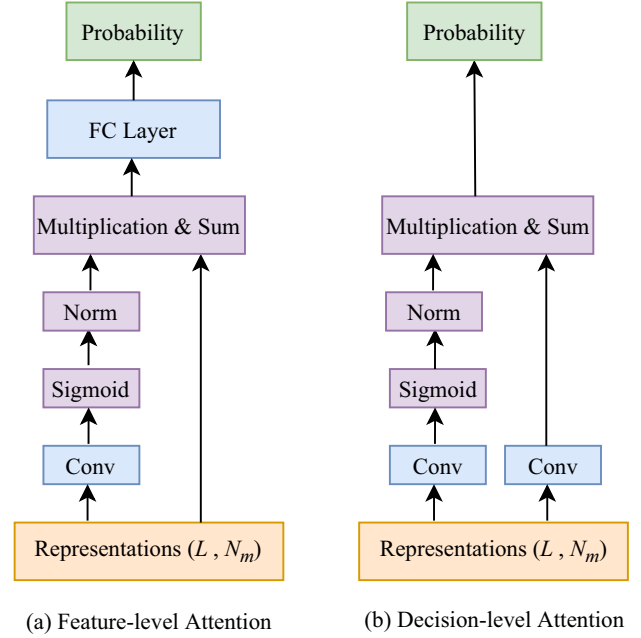 Probability
FC Layer
Multiplication & Sum
Norm
Sigmoid
Conv
Representations (L , Nm)
(a) Feature-level Attention
Probability
Multiplication & Sum
Norm
Sigmoid
Conv
Conv
Representations (L , Nm)
(b) Decision-level Attention